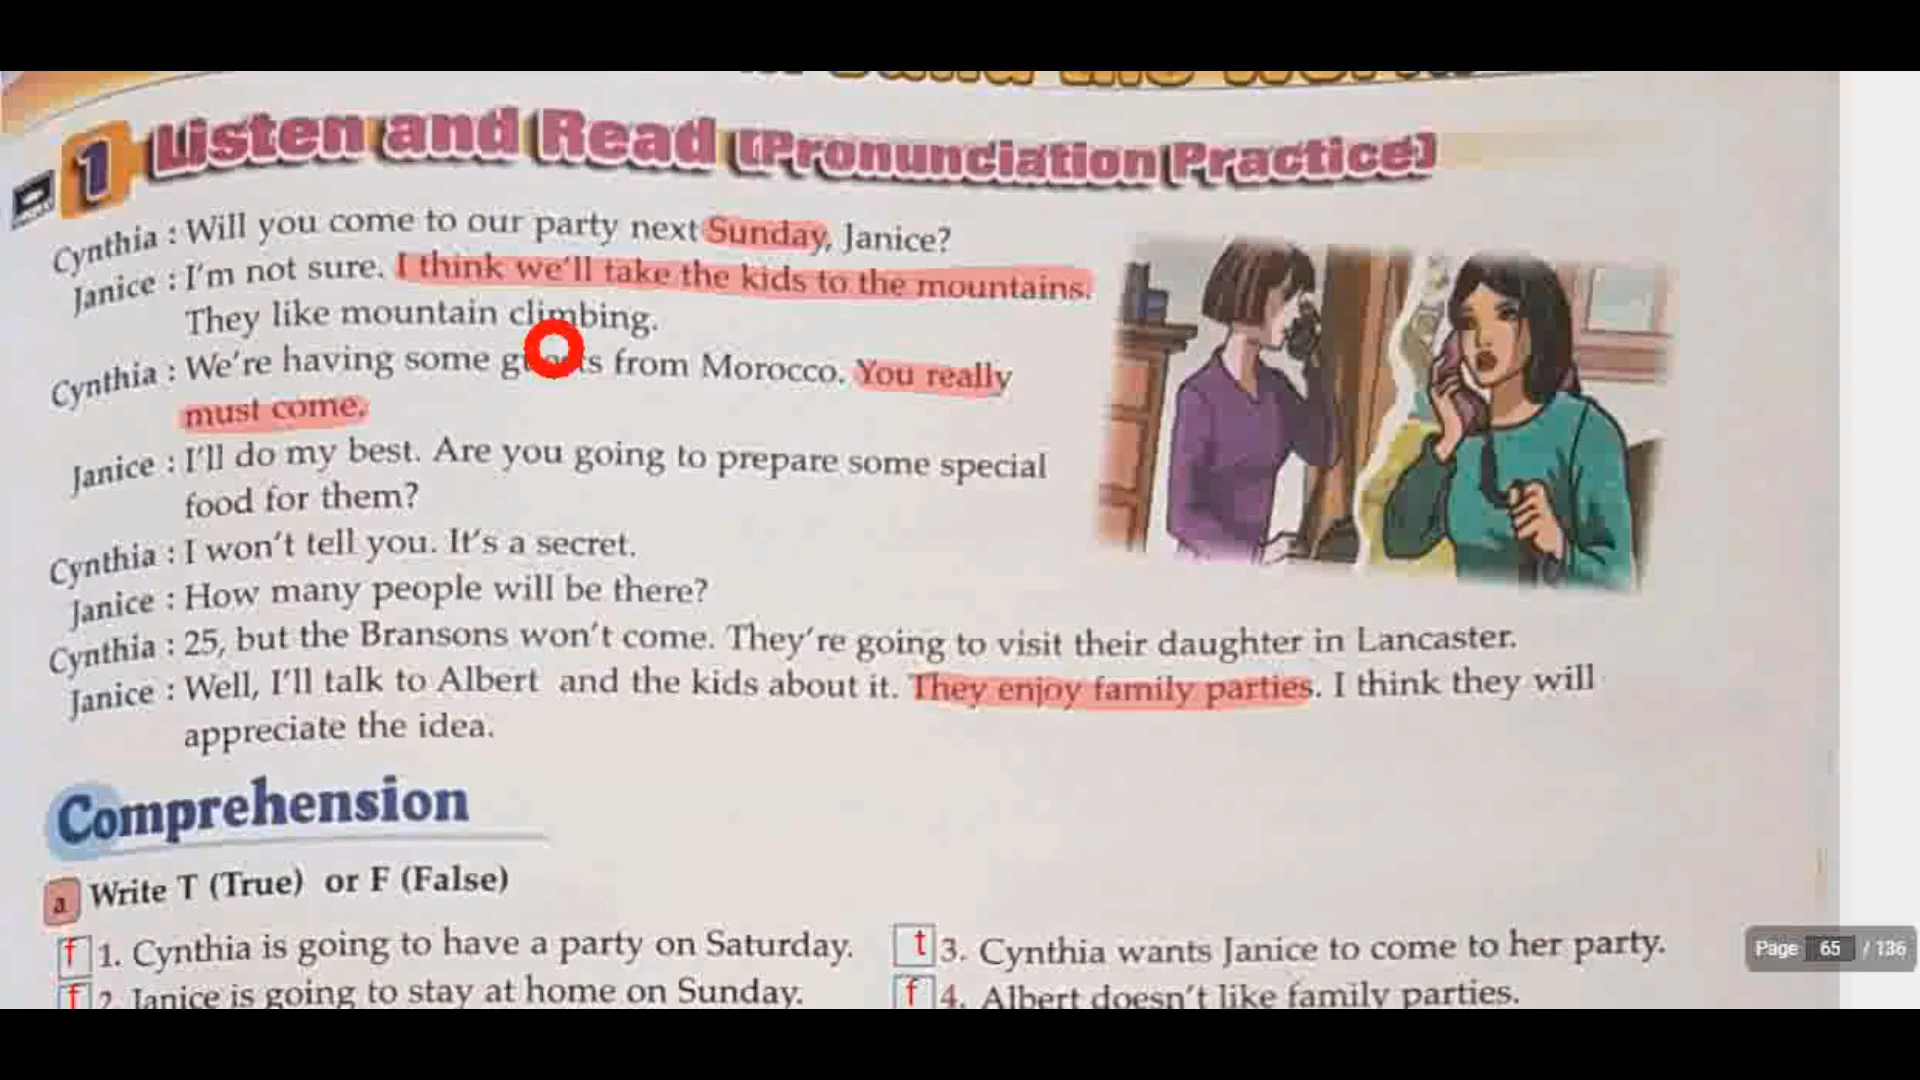 1 Listen and Read [Pronunciation Practice]
Cynthia : Will you come to our party next Sunday, Janice?
Janice : I'm not sure. I think we'll take the kids to the mountains.
They like mountain climbing.
Cynthia : We're having some from Morocco. You really
must come.
Janice : I'll do my best. Are you going to prepare some special
food for them?
Cynthia : I won't tell you. It's a secret.
Janice : How many people will be there?
Cynthia : 25, but the Bransons won't come. They're going to visit their daughter in Lancaster.
Janice : Well, I'll talk to Albert and the kids about it. They enjoy family parties. I think they will
appreciate the idea.
Comprehension
a Write T (True) or F (False)
f 1. Cynthia is going to have a party on Saturday.
t 3. Cynthia wants Janice to come to her party.
f 2. Janice is going to stay at home on Sunday.
f 4. Albert doesn't like family parties.
Page 65 / 136